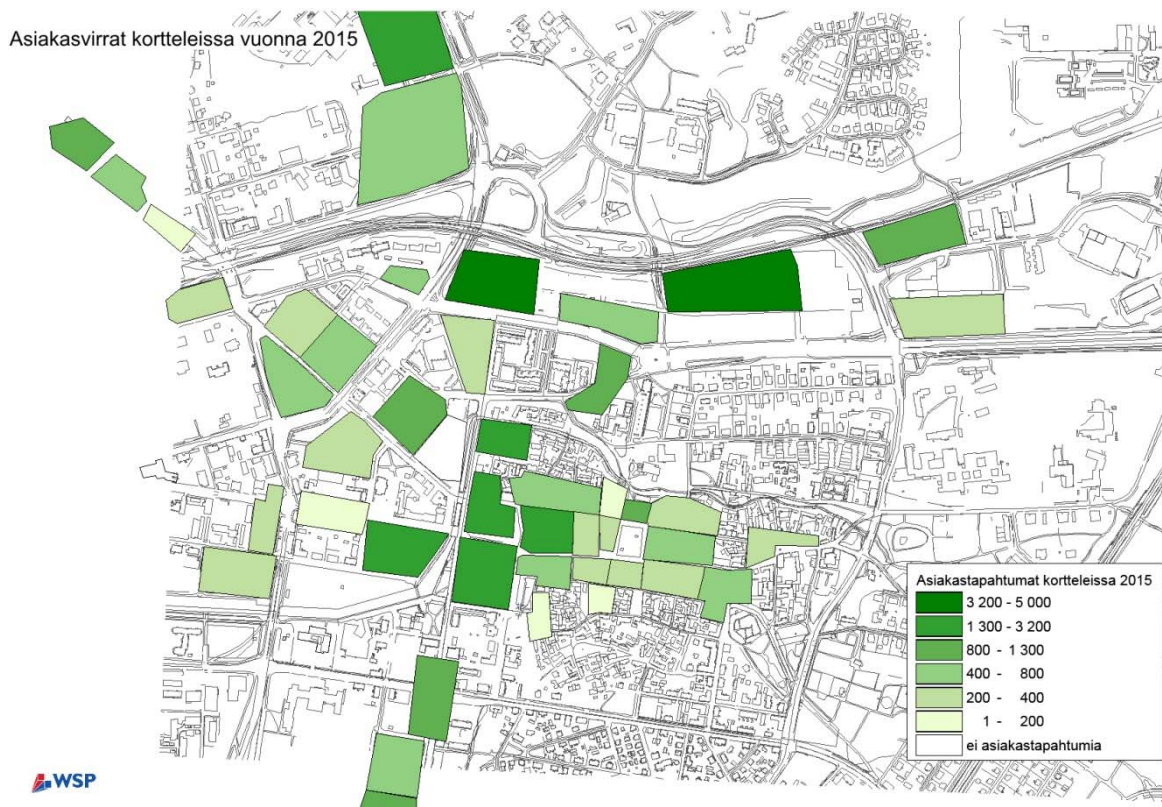 Asiakasvirrat kortteleissa vuonna 2015
Asiakastapahtumat kortteleissa 2015
3 200 - 5 000
1 300 - 3 200
800 - 1 300
400 - 800
200 - 400
1 - 200
ei asiakastapahtumia
WSP